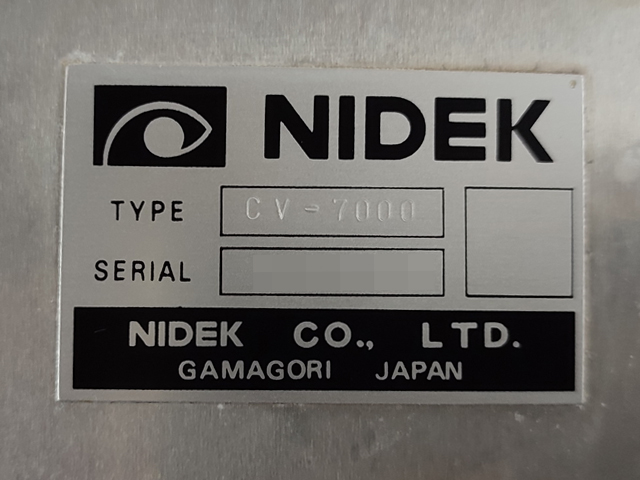 NIDEK
TYPE CV-7000
SERIAL
NIDEK CO., LTD.
GAMAGORI JAPAN